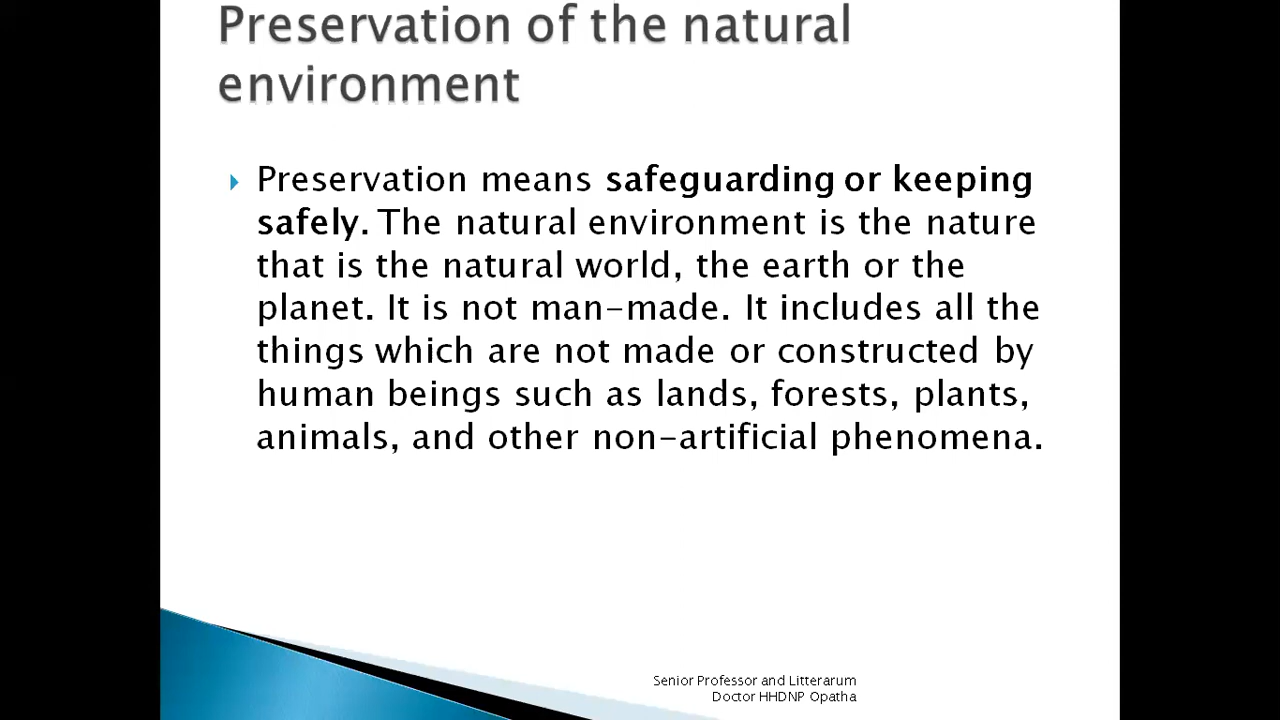 Preservation of the natural
environment
Preservation means safeguarding or keeping
safely. The natural environment is the nature
that is the natural world, the earth or the
planet. It is not man-made. It includes all the
things which are not made or constructed by
human beings such as lands, forests, plants,
animals, and other non-artificial phenomena.
Senior Professor and Litterarum
Doctor HHDNP Opatha